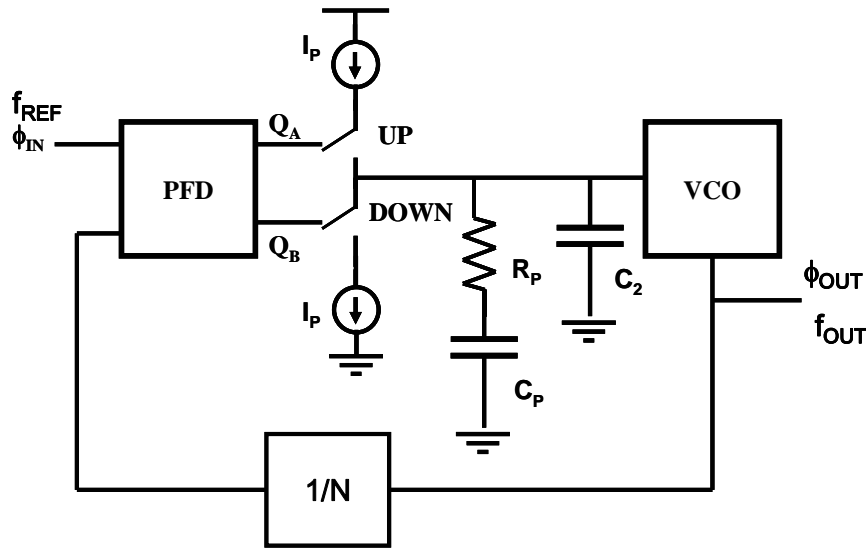 I_P
f_REF
ϕ_IN
Q_A
UP
PFD
VCO
DOWN
Q_B
R_P
C_2
ϕ_OUT
I_P
f_OUT
C_P
1/N